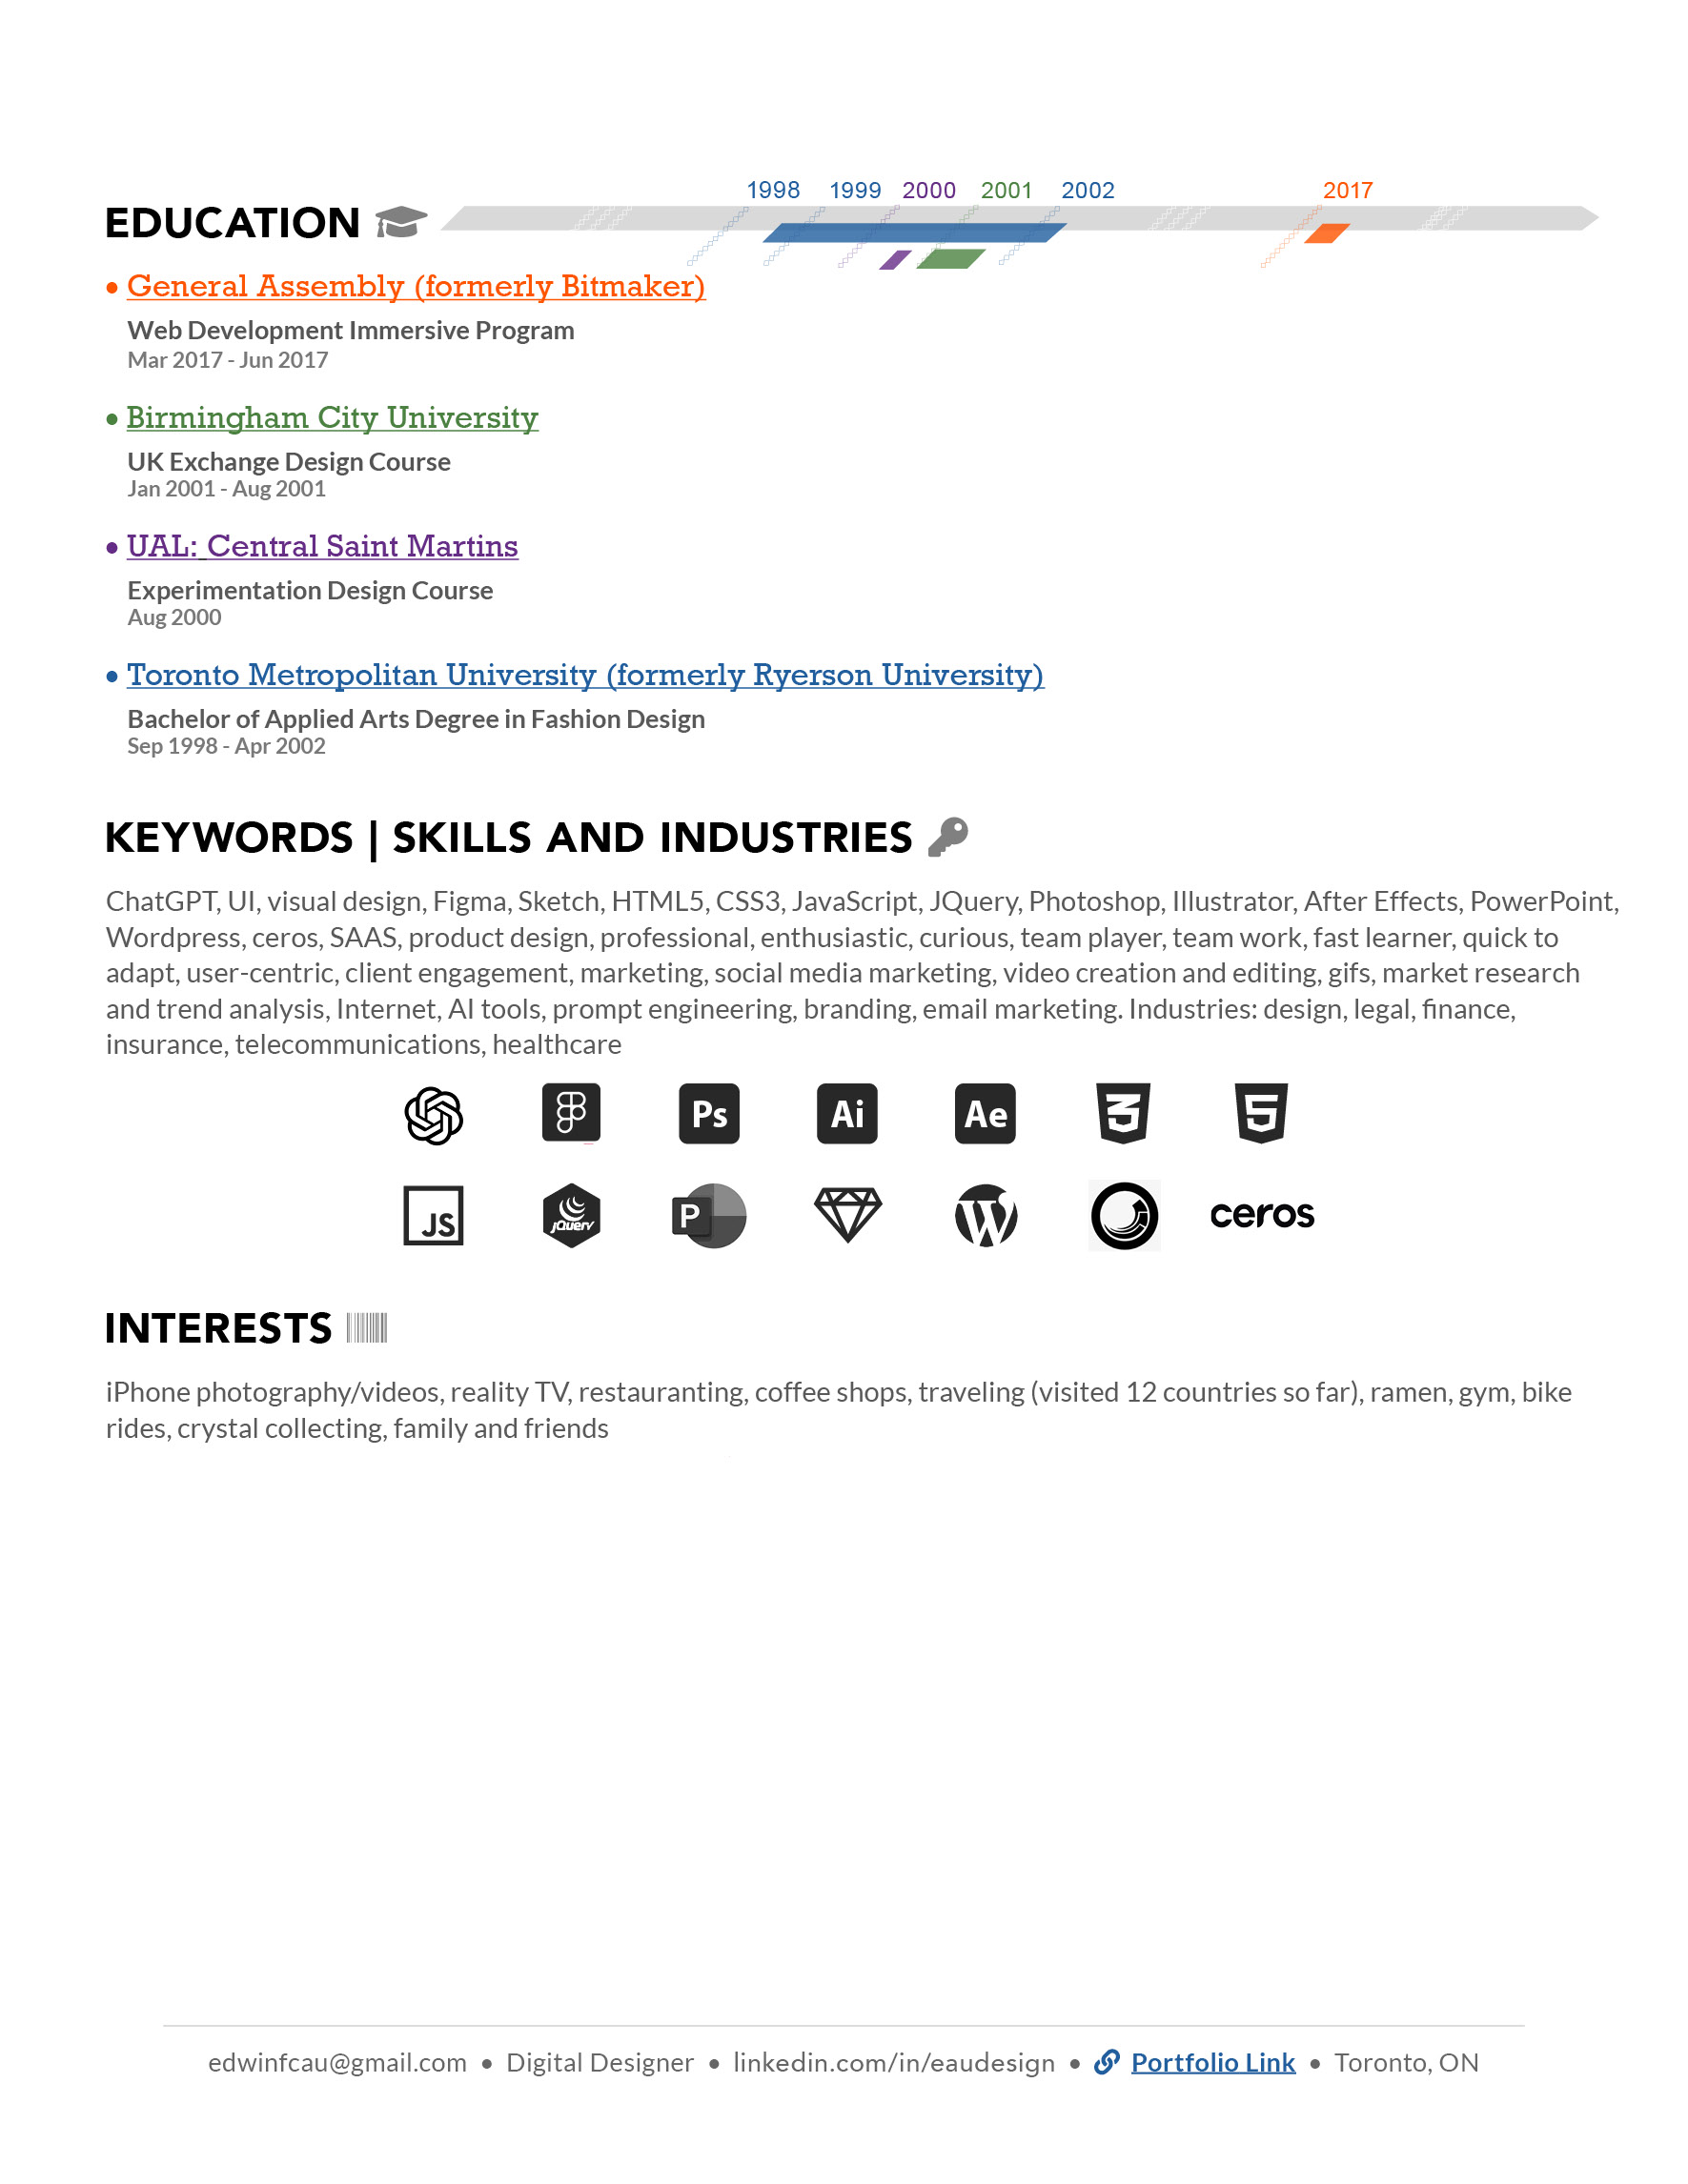 1998 1999 2000 2001 2002 2017
EDUCATION
• General Assembly (formerly Bitmaker)
Web Development Immersive Program
Mar 2017 - Jun 2017
• Birmingham City University
UK Exchange Design Course
Jan 2001 - Aug 2001
• UAL: Central Saint Martins
Experimentation Design Course
Aug 2000
• Toronto Metropolitan University (formerly Ryerson University)
Bachelor of Applied Arts Degree in Fashion Design
Sep 1998 - Apr 2002
KEYWORDS | SKILLS AND INDUSTRIES
ChatGPT, UI, visual design, Figma, Sketch, HTML5, CSS3, JavaScript, JQuery, Photoshop, Illustrator, After Effects, PowerPoint,
Wordpress, ceros, SAAS, product design, professional, enthusiastic, curious, team player, team work, fast learner, quick to
adapt, user-centric, client engagement, marketing, social media marketing, video creation and editing, gifs, market research
and trend analysis, Internet, AI tools, prompt engineering, branding, email marketing. Industries: design, legal, finance,
insurance, telecommunications, healthcare
Ps Ai Ae 3 5
JS jQuery P W ceros
INTERESTS
iPhone photography/videos, reality TV, restauranting, coffee shops, traveling (visited 12 countries so far), ramen, gym, bike
rides, crystal collecting, family and friends
edwinfcau@gmail.com • Digital Designer • linkedin.com/in/eaudesign • Portfolio Link • Toronto, ON